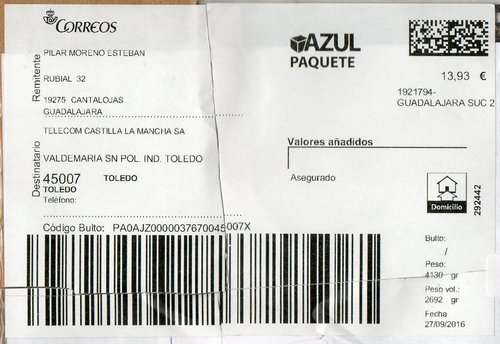 CORREOS
Remitente
PILAR MORENO ESTEBAN
RUBIAL 32
19275 CANTALOJAS
GUADALAJARA
Destinatario
TELECOM CASTILLA LA MANCHA SA
VALDEMARIA SN POL. IND. TOLEDO
45007 TOLEDO
TOLEDO
Teléfono:
Código Bulto: PA0AJZ0000037670045007X
AZUL
PAQUETE
13,93 €
1921794-
GUADALAJARA SUC 2
Valores añadidos
Asegurado
Domicilio
292442
Bulto:
/
Peso:
4130 gr
Peso vol.:
2692 gr
Fecha
27/09/2016